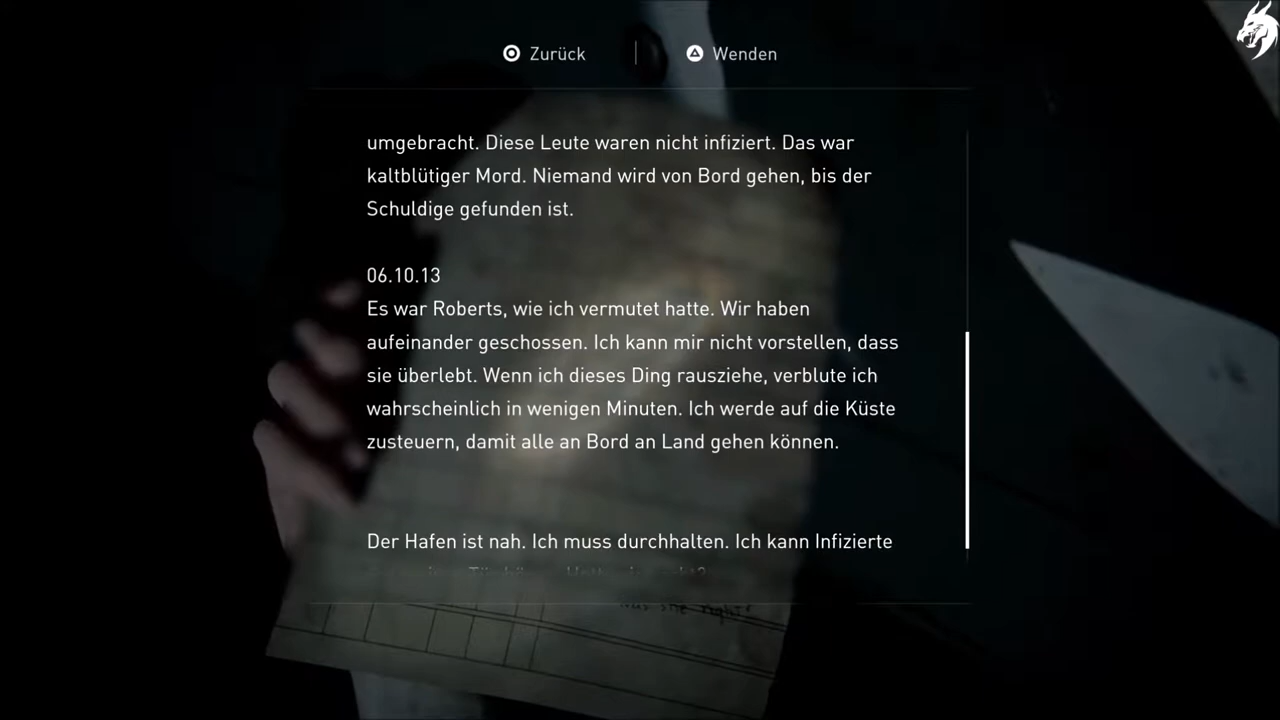 Zurück
Wenden
umgebracht. Diese Leute waren nicht infiziert. Das war
kaltblütiger Mord. Niemand wird von Bord gehen, bis der
Schuldige gefunden ist.
06.10.13
Es war Roberts, wie ich vermutet hatte. Wir haben
aufeinander geschossen. Ich kann mir nicht vorstellen, dass
sie überlebt. Wenn ich dieses Ding rausziehe, verblute ich
wahrscheinlich in wenigen Minuten. Ich werde auf die Küste
zusteuern, damit alle an Bord an Land gehen können.
Der Hafen ist nah. Ich muss durchhalten. Ich kann Infizierte
she right?